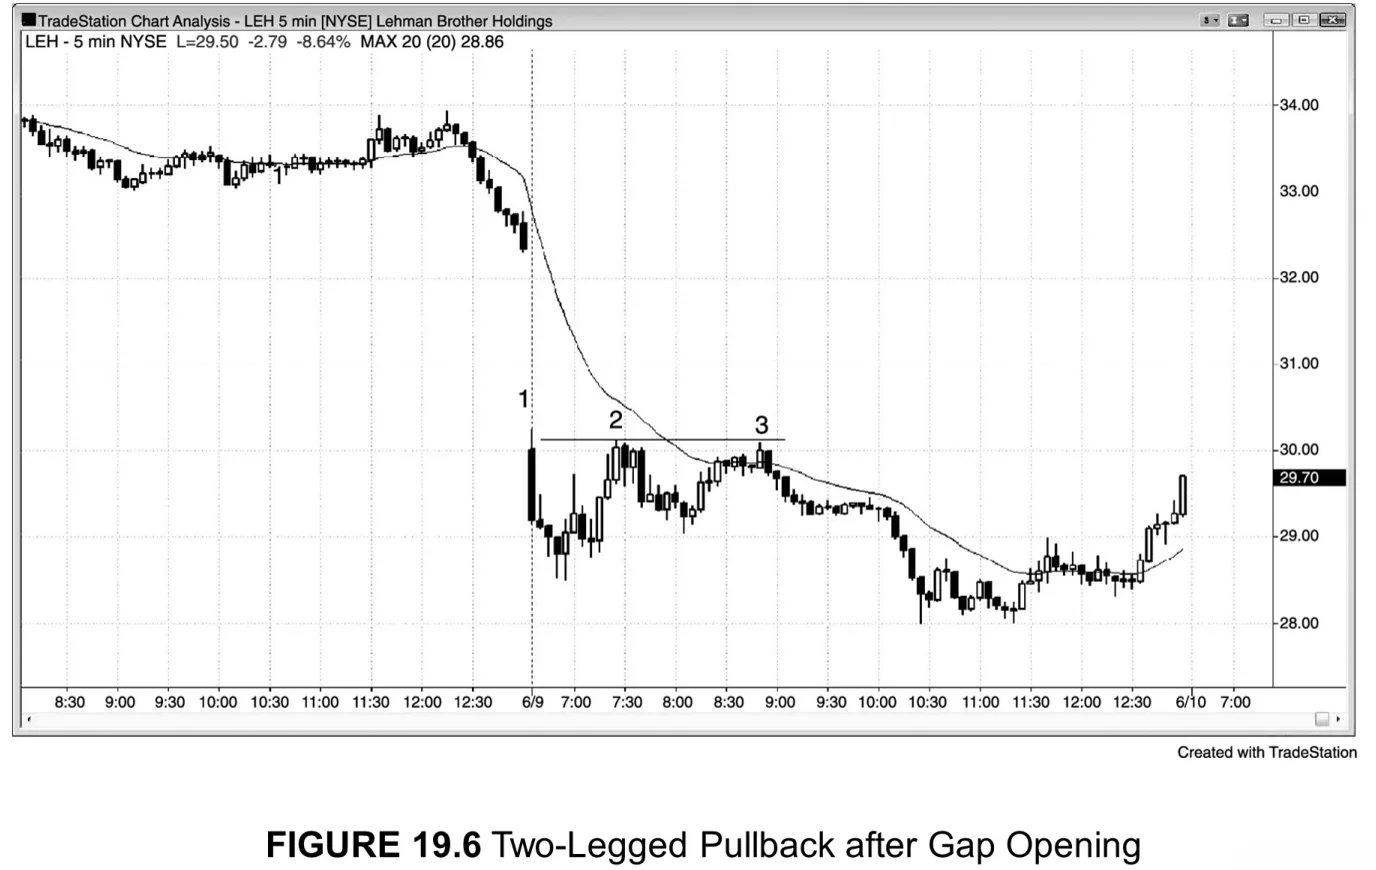 TradeStation Chart Analysis - LEH 5 min [NYSE] Lehman Brother Holdings
LEH - 5 min NYSE L=29.50 -2.79 -8.64% MAX 20 (20) 28.86
34.00
33.00
32.00
31.00
30.00
29.70
29.00
28.00
1
1
2
3
8:30 9:00 9:30 10:00 10:30 11:00 11:30 12:00 12:30 6/9 7:00 7:30 8:00 8:30 9:00 9:30 10:00 10:30 11:00 11:30 12:00 12:30 6/10 7:00
Created with TradeStation
FIGURE 19.6 Two-Legged Pullback after Gap Opening